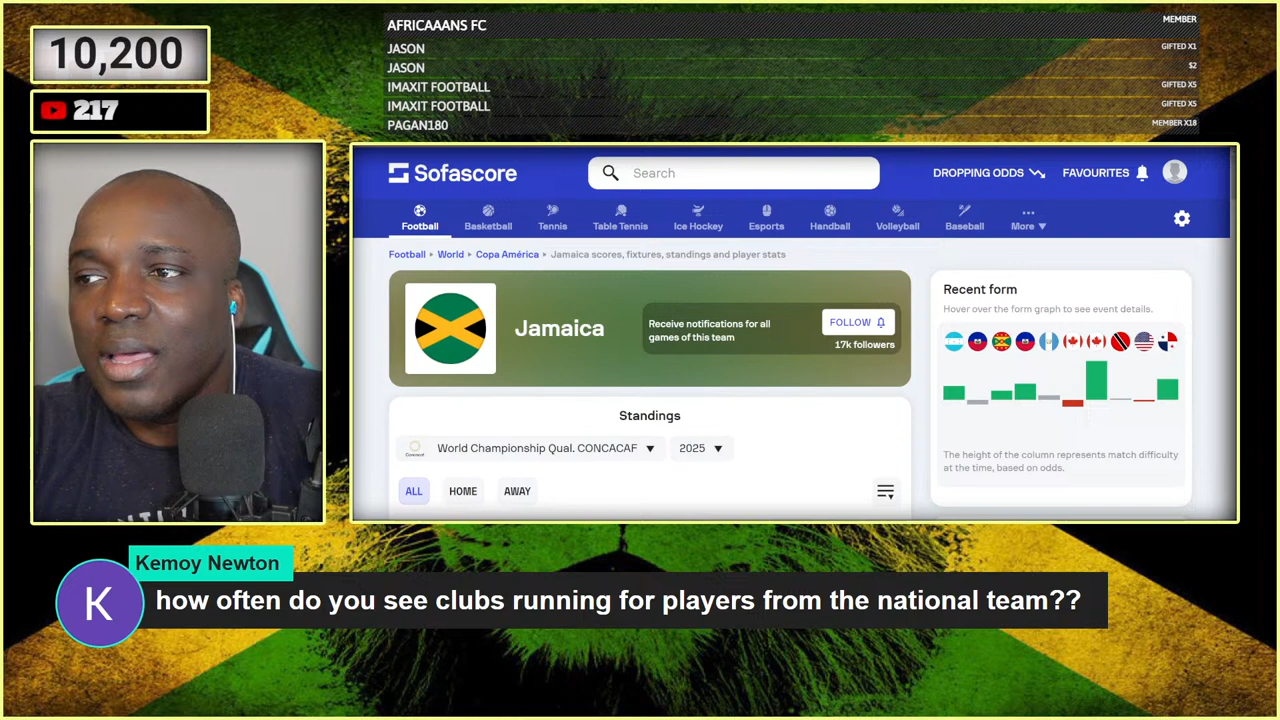 10,200
217
AFRICAAANS FC MEMBER
JASON GIFTED X1
JASON $2
IMAXIT FOOTBALL GIFTED X5
IMAXIT FOOTBALL GIFTED X5
PAGAN180 MEMBER X18
Sofascore Search DROPPING ODDS FAVOURITES
Football Basketball Tennis Table Tennis Ice Hockey Esports Handball Volleyball Baseball More
Football World Copa América Jamaica scores, fixtures, standings and player stats
Jamaica
Receive notifications for all
games of this team
FOLLOW
17k followers
Recent form
Hover over the form graph to see event details.
The height of the column represents match difficulty
at the time, based on odds.
Standings
World Championship Qual. CONCACAF 2025
ALL HOME AWAY
Kemoy Newton
K
how often do you see clubs running for players from the national team??